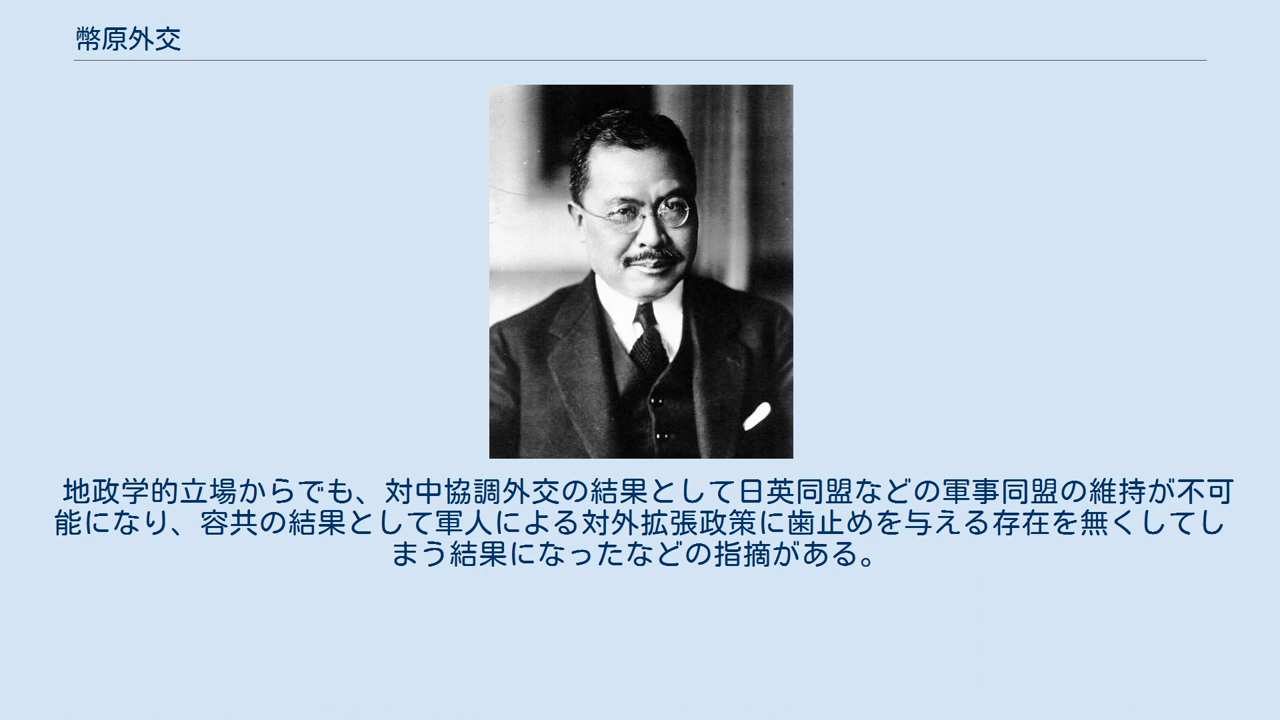 幣原外交
地政学的立場からでも、対中協調外交の結果として日英同盟などの軍事同盟の維持が不可
能になり、容共の結果として軍人による対外拡張政策に歯止めを与える存在を無くしてし
まう結果になったなどの指摘がある。